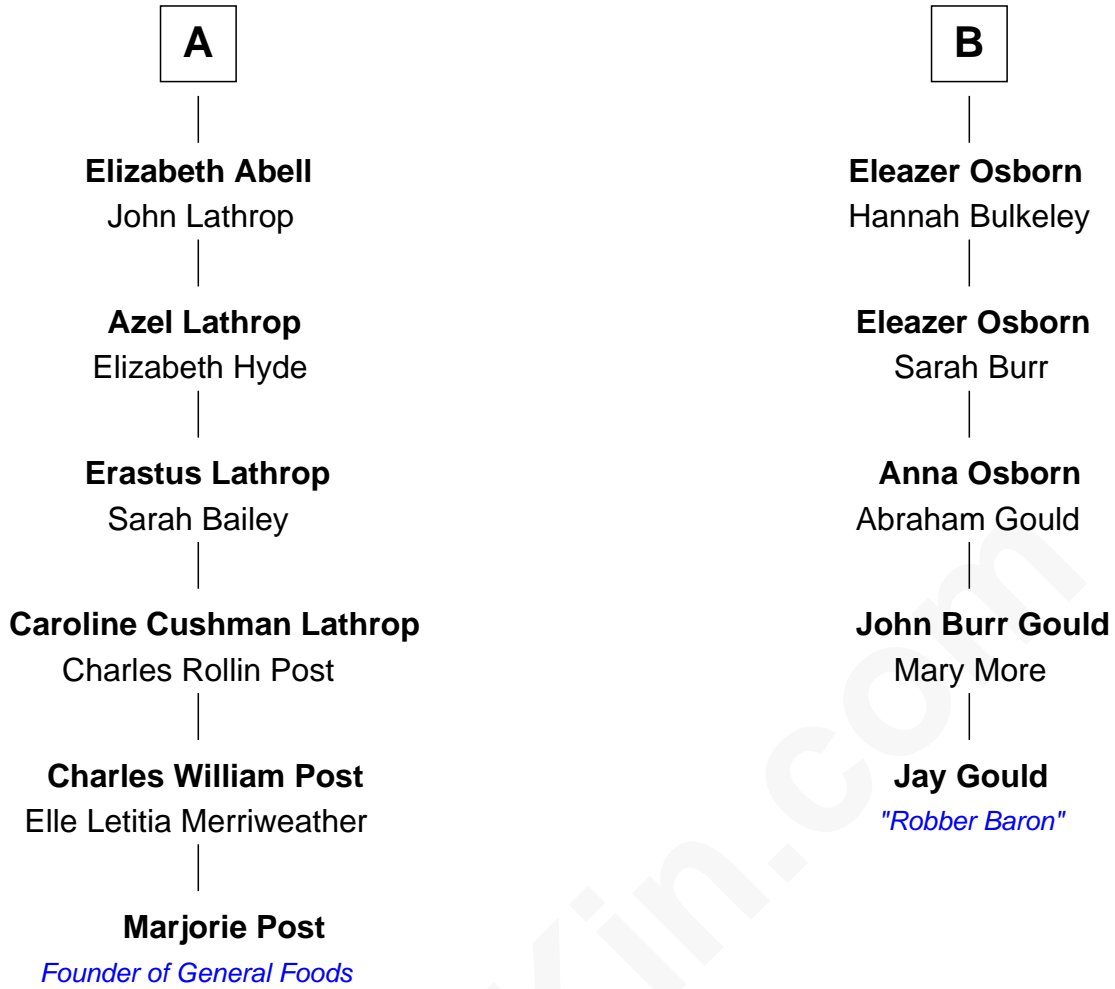 A
Elizabeth Abell
John Lathrop
Azel Lathrop
Elizabeth Hyde
Erastus Lathrop
Sarah Bailey
Caroline Cushman Lathrop
Charles Rollin Post
Charles William Post
Elle Letitia Merriweather
Marjorie Post
Founder of General Foods
B
Eleazer Osborn
Hannah Bulkeley
Eleazer Osborn
Sarah Burr
Anna Osborn
Abraham Gould
John Burr Gould
Mary More
Jay Gould
"Robber Baron"
Kin.com